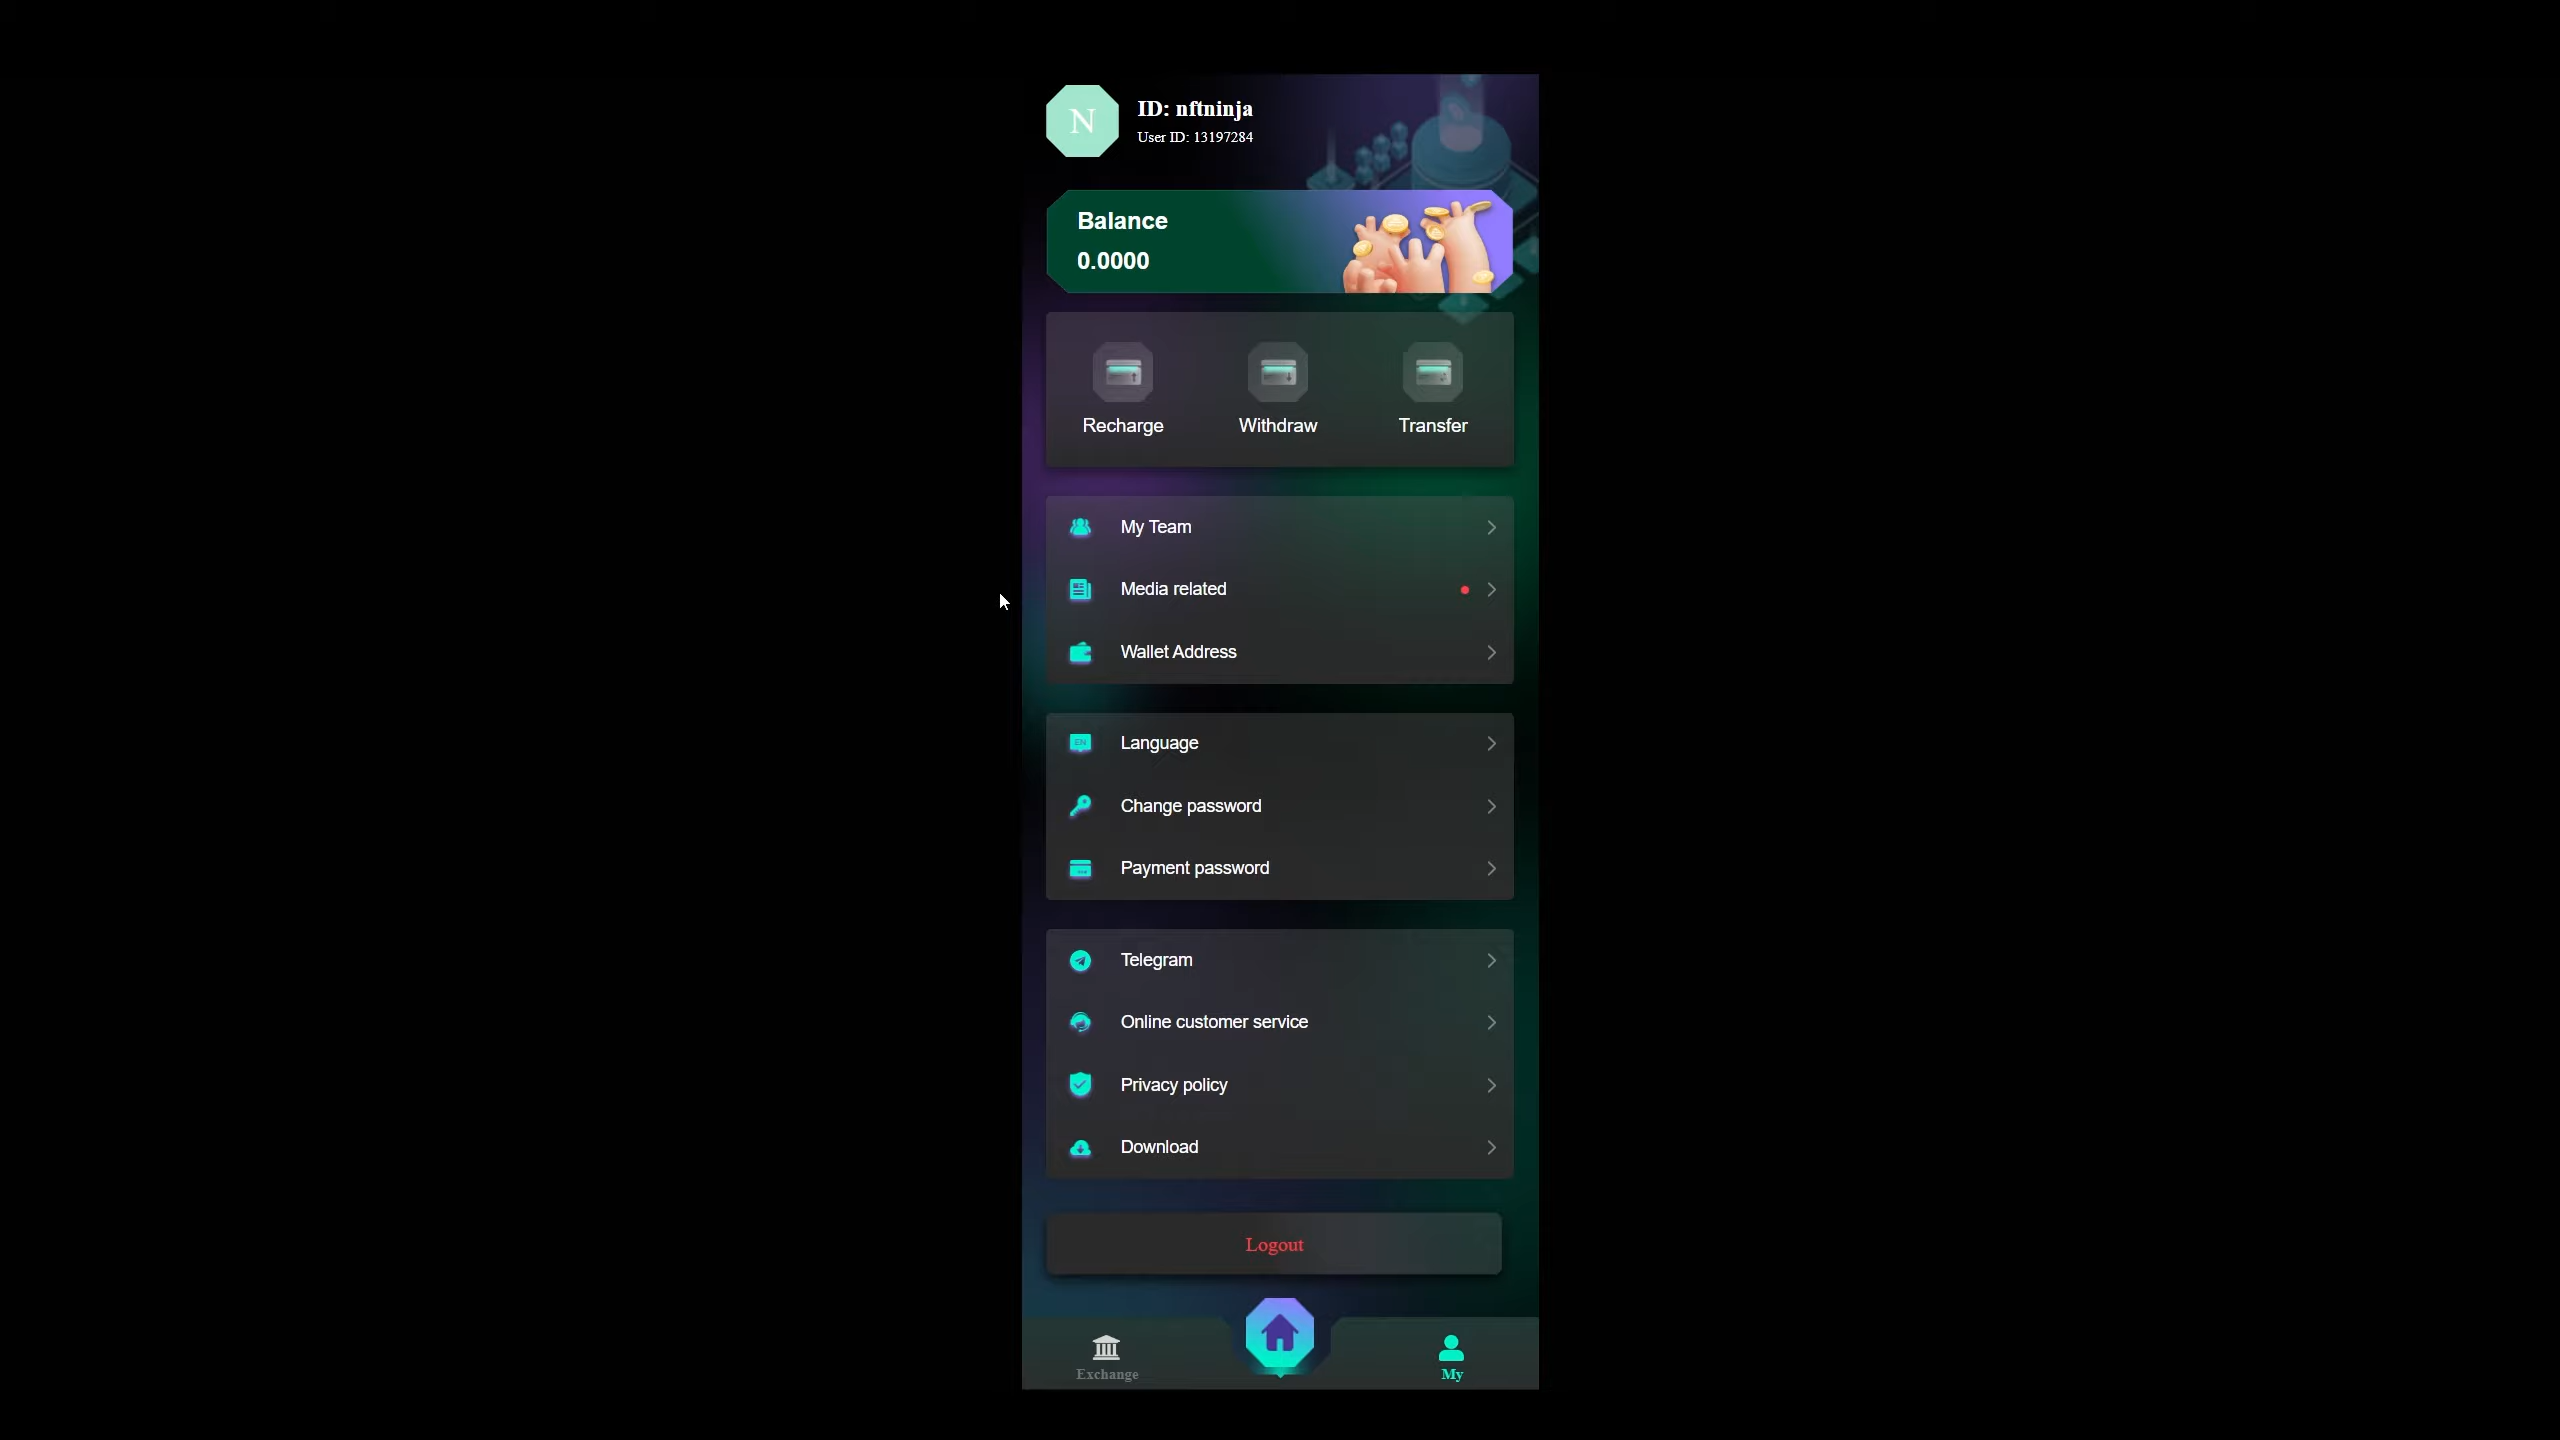 N
ID: nftninja
User ID: 13197284
Balance
0.0000
Recharge
Withdraw
Transfer
My Team
Media related
Wallet Address
EN
Language
Change password
Payment password
Telegram
Online customer service
Privacy policy
Download
Logout
Exchange
My